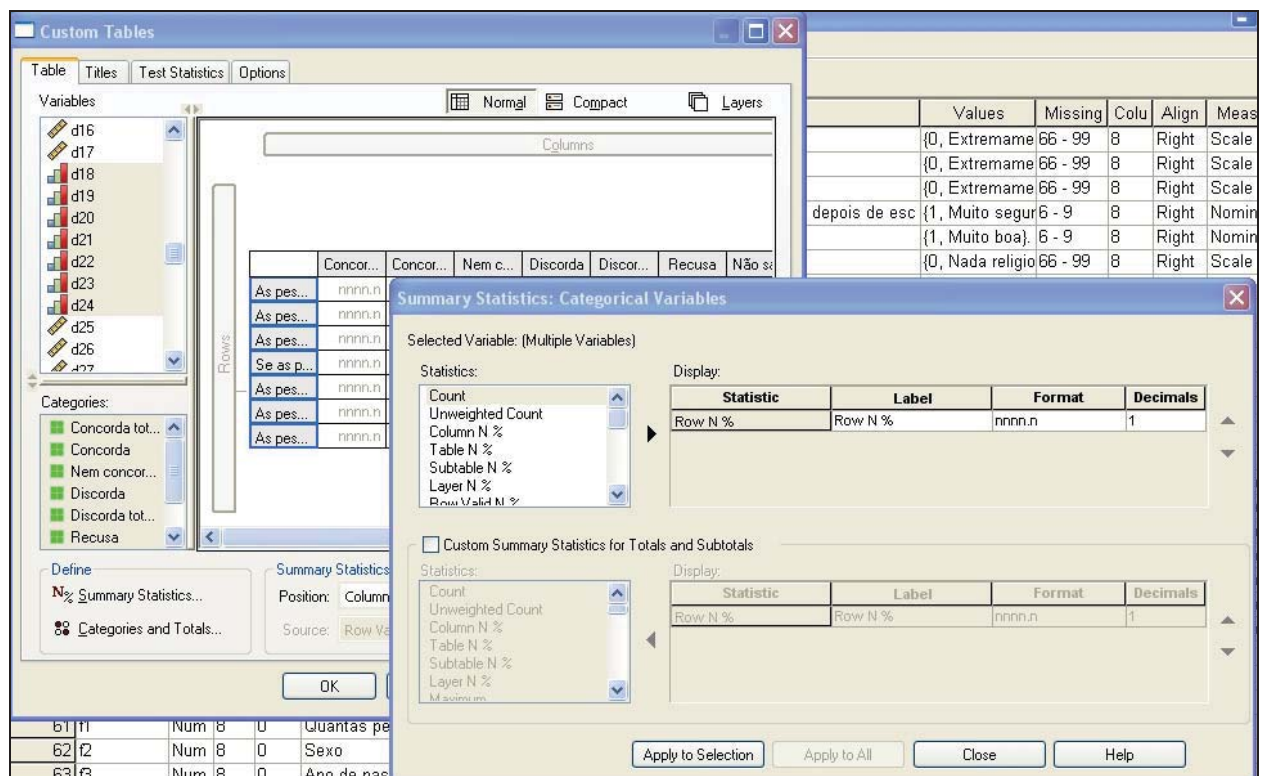 Custom Tables
Table Titles Test Statistics Options
Variables
d16
d17
d18
d19
d20
d21
d22
d23
d24
d25
d26
d27
Normal Compact Layers
Columns
Rows
Concor... Concor... Nem c... Discorda Discor... Recusa Não sa
As pes... nnnn.n
As pes... nnnn.n
As pes... nnnn.n
Se as p... nnnn.n
As pes... nnnn.n
As pes... nnnn.n
As pes... nnnn.n
Categories:
Concorda tot...
Concorda
Nem concor...
Discorda
Discorda tot...
Recusa
Define
N% Summary Statistics...
Categories and Totals...
Summary Statistics
Position: Column
Source: Row Va
OK
Values Missing Colu Align Meas
{0, Extremame 66 - 99 8 Right Scale
{0, Extremame 66 - 99 8 Right Scale
{0, Extremame 66 - 99 8 Right Scale
depois de esc {1, Muito segur 6 - 9 8 Right Nomin
{1, Muito boa}. 6 - 9 8 Right Nomin
{0, Nada religio 66 - 99 8 Right Scale
Summary Statistics: Categorical Variables
Selected Variable: (Multiple Variables)
Statistics:
Count
Unweighted Count
Column N %
Table N %
Subtable N %
Layer N %
Row Valid N %
Display:
Statistic Label Format Decimals
Row N % Row N % nnnn.n 1
Custom Summary Statistics for Totals and Subtotals
Statistics:
Count
Unweighted Count
Column N %
Table N %
Subtable N %
Layer N %
Maximum
Display:
Statistic Label Format Decimals
Row N % Row N % nnnn.n 1
Apply to Selection Apply to All Close Help
61 f1 Num 8 0 Quantas pe
62 f2 Num 8 0 Sexo
63 f3 Num 8 0 Ano de nas